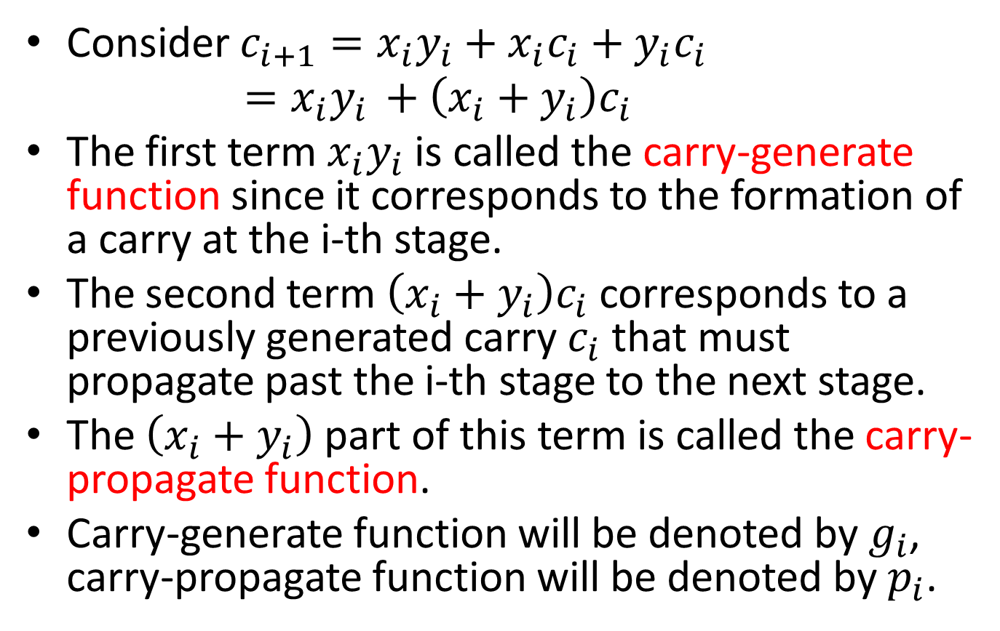 • Consider $c_{i+1} = x_i y_i + x_i c_i + y_i c_i$
$= x_i y_i + (x_i + y_i) c_i$
• The first term $x_i y_i$ is called the carry-generate
function since it corresponds to the formation of
a carry at the i-th stage.
• The second term $(x_i + y_i) c_i$ corresponds to a
previously generated carry $c_i$ that must
propagate past the i-th stage to the next stage.
• The $(x_i + y_i)$ part of this term is called the carry-
propagate function.
• Carry-generate function will be denoted by $g_i$,
carry-propagate function will be denoted by $p_i$.